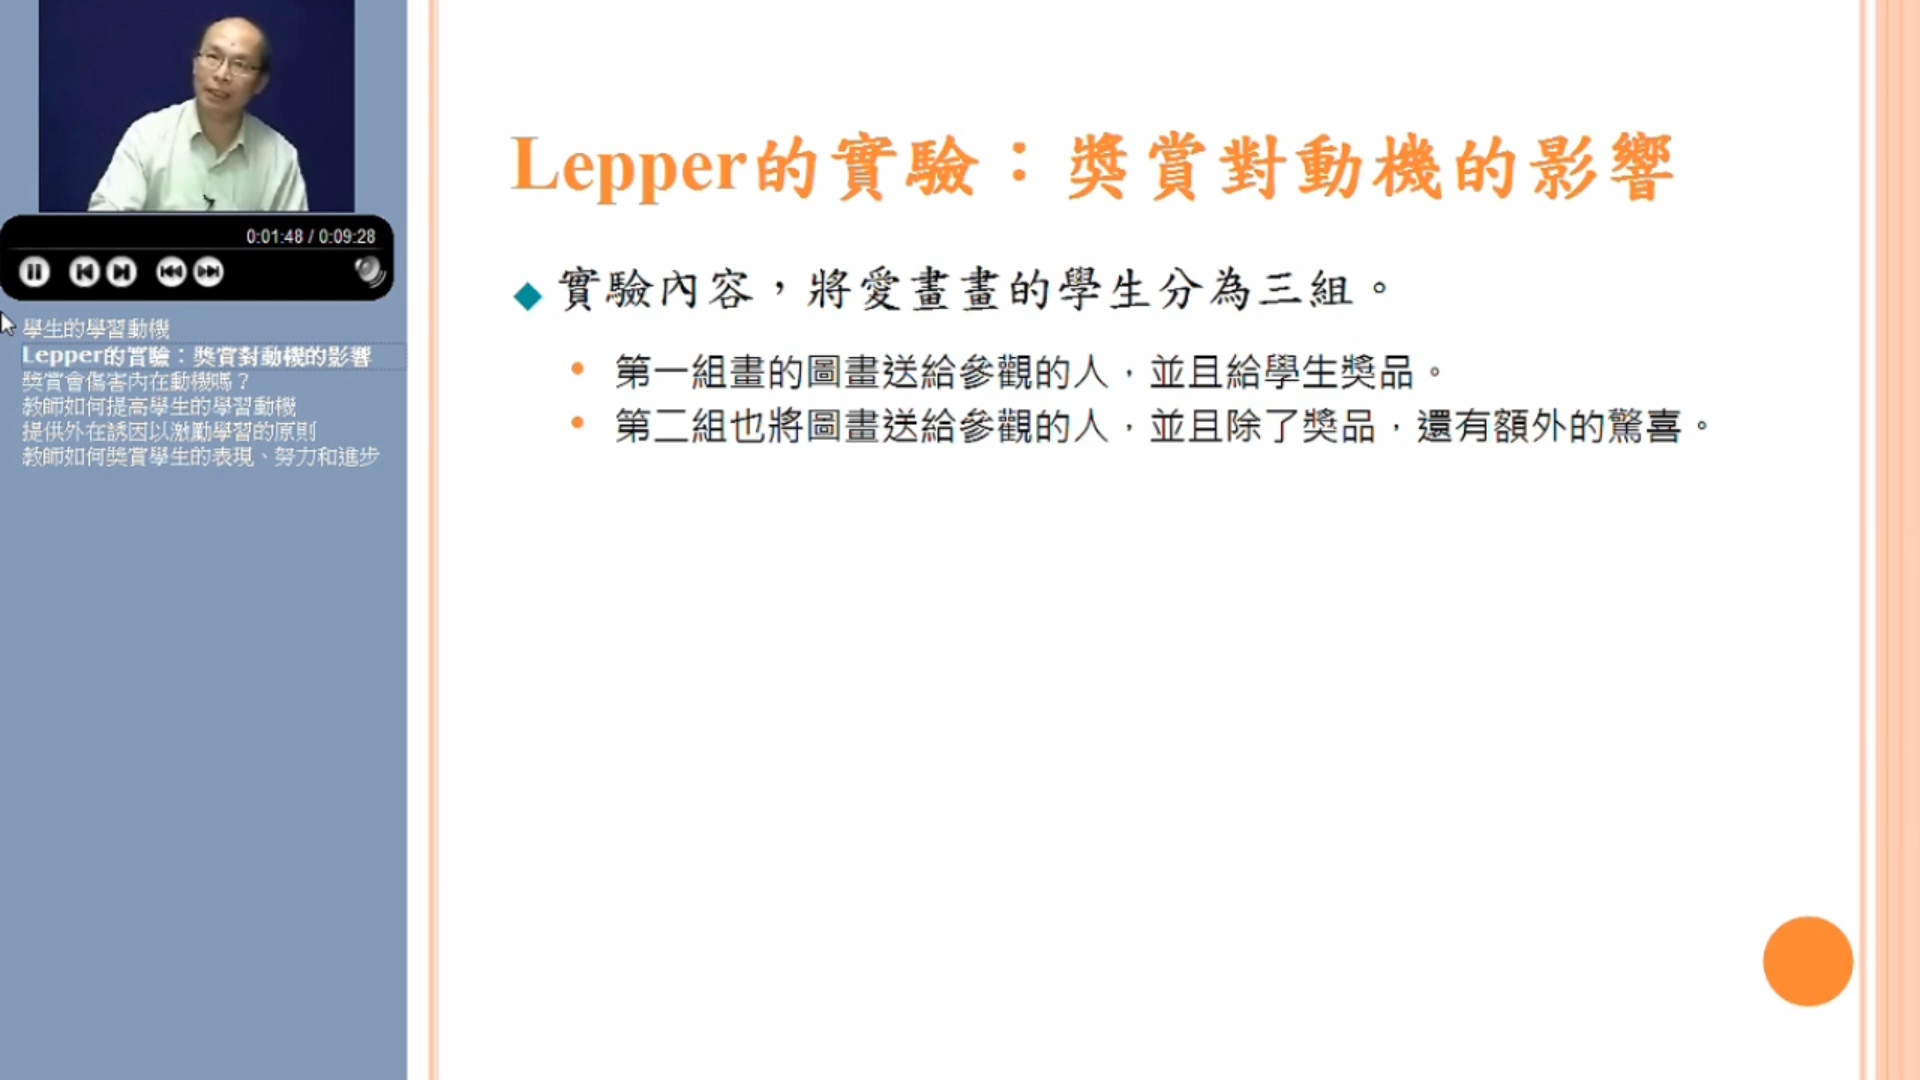 0:01:48 / 0:09:28
學生的學習動機
Lepper的實驗：獎賞對動機的影響
獎賞會傷害內在動機嗎？
教師如何提高學生的學習動機
提供外在誘因以激勵學習的原則
教師如何獎賞學生的表現、努力和進步
Lepper的實驗：獎賞對動機的影響
實驗內容，將愛畫畫的學生分為三組。
第一組畫的圖畫送給參觀的人，並且給學生獎品。
第二組也將圖畫送給參觀的人，並且除了獎品，還有額外的驚喜。